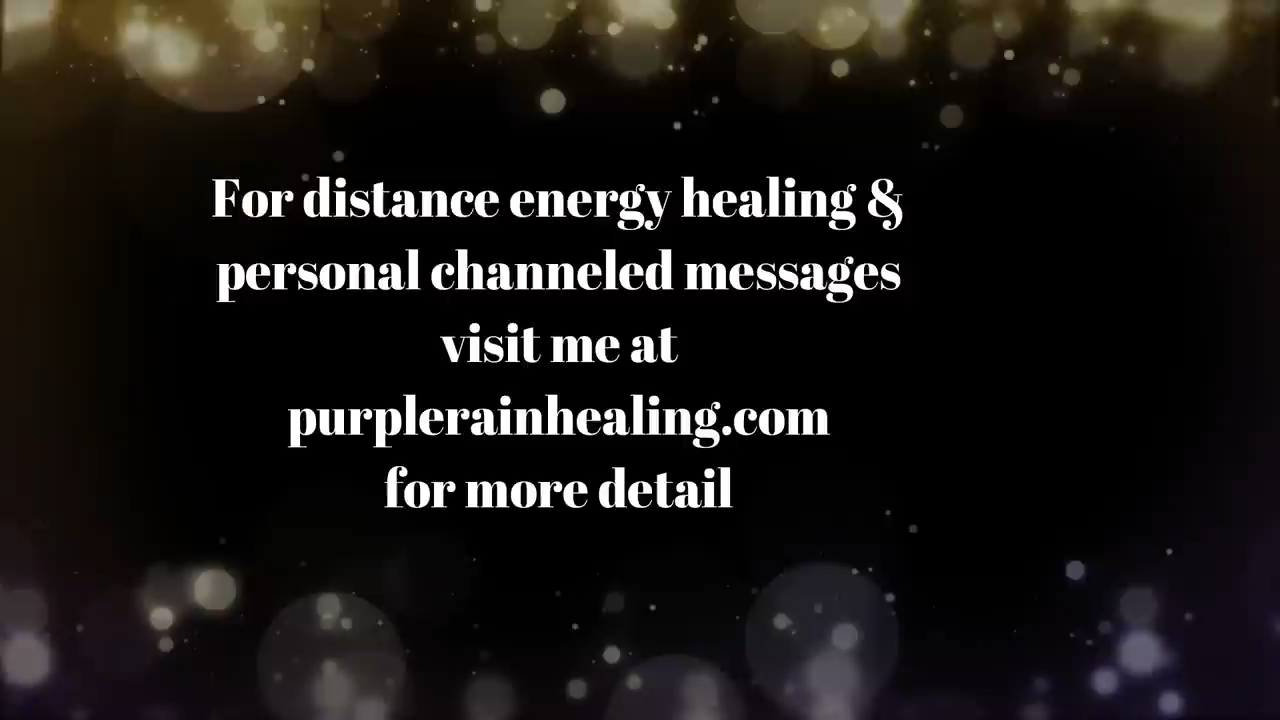 For distance energy healing &
personal channeled messages
visit me at
purplerainhealing.com
for more detail